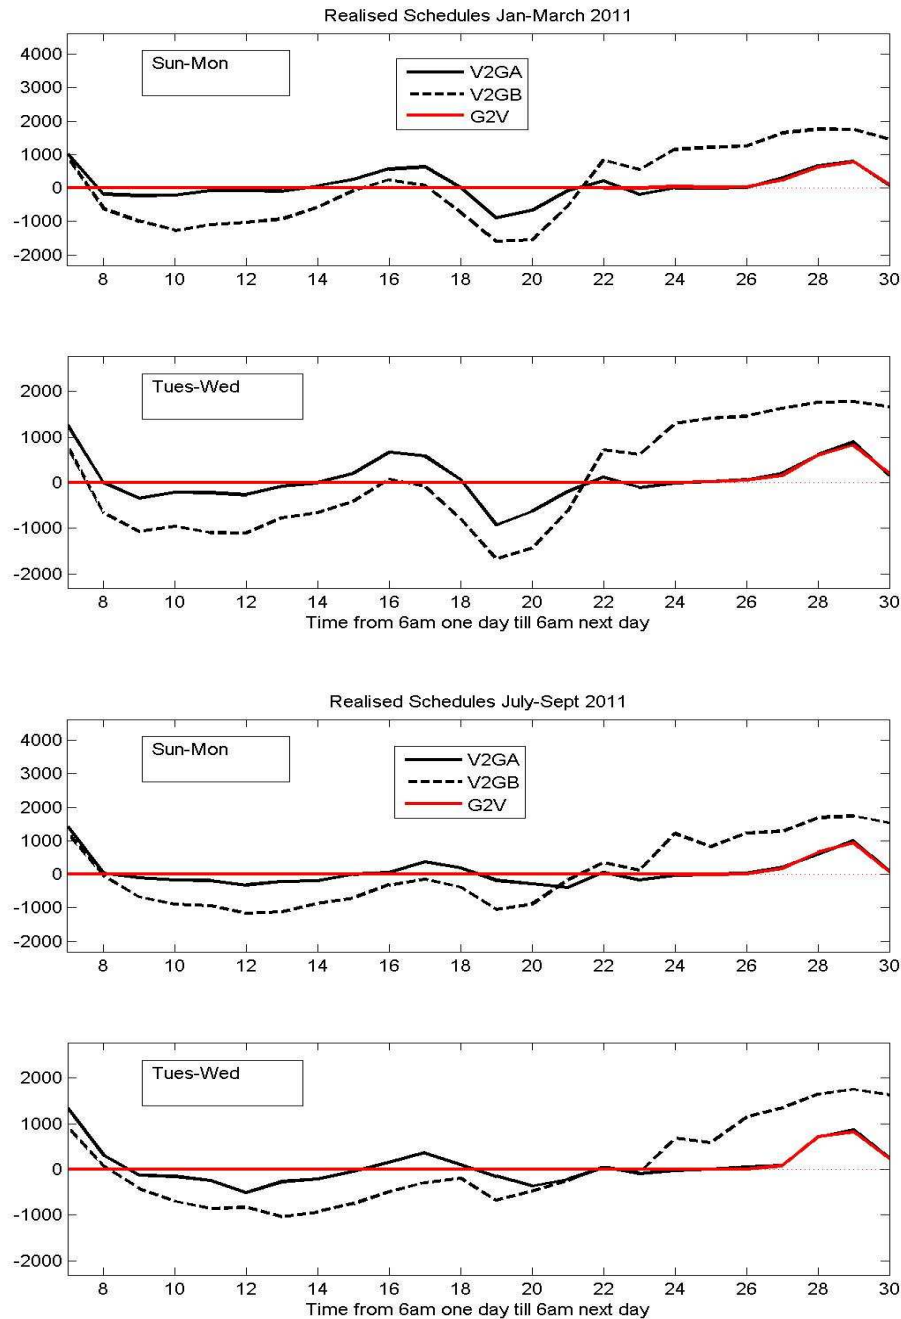 Realised Schedules Jan-March 2011
4000
3000
2000
1000
0
-1000
-2000
Sun-Mon
V2GA
V2GB
G2V
8 10 12 14 16 18 20 22 24 26 28 30
2000
1000
0
-1000
-2000
Tues-Wed
8 10 12 14 16 18 20 22 24 26 28 30
Time from 6am one day till 6am next day
Realised Schedules July-Sept 2011
4000
3000
2000
1000
0
-1000
-2000
Sun-Mon
V2GA
V2GB
G2V
8 10 12 14 16 18 20 22 24 26 28 30
2000
1000
0
-1000
-2000
Tues-Wed
8 10 12 14 16 18 20 22 24 26 28 30
Time from 6am one day till 6am next day